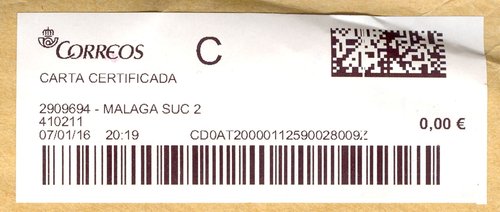 CORREOS C
CARTA CERTIFICADA
2909694 - MALAGA SUC 2
410211
07/01/16 20:19 CD0AT20000112590028009Z
0,00 €